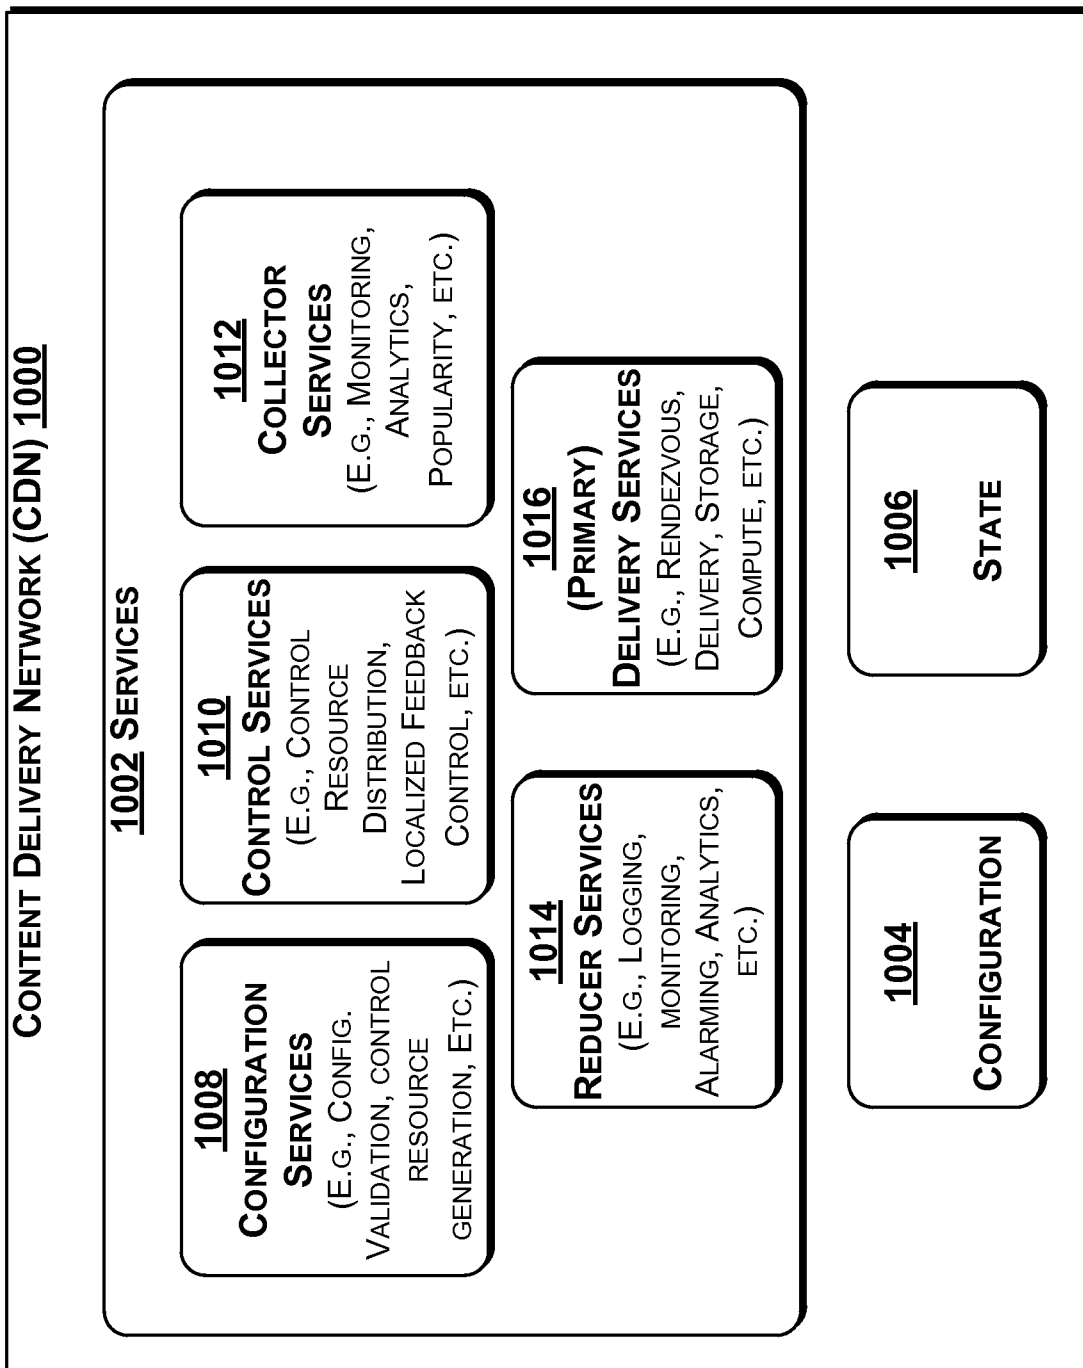 CONTENT DELIVERY NETWORK (CDN) 1000
1002 SERVICES
1008
CONFIGURATION
SERVICES
(E.G., CONFIG.
VALIDATION, CONTROL
RESOURCE
GENERATION, ETC.)
1010
CONTROL SERVICES
(E.G., CONTROL
RESOURCE
DISTRIBUTION,
LOCALIZED FEEDBACK
CONTROL, ETC.)
1012
COLLECTOR
SERVICES
(E.G., MONITORING,
ANALYTICS,
POPULARITY, ETC.)
1014
REDUCER SERVICES
(E.G., LOGGING,
MONITORING,
ALARMING, ANALYTICS,
ETC.)
1016
(PRIMARY)
DELIVERY SERVICES
(E.G., RENDEZVOUS,
DELIVERY, STORAGE,
COMPUTE, ETC.)
1004
CONFIGURATION
1006
STATE